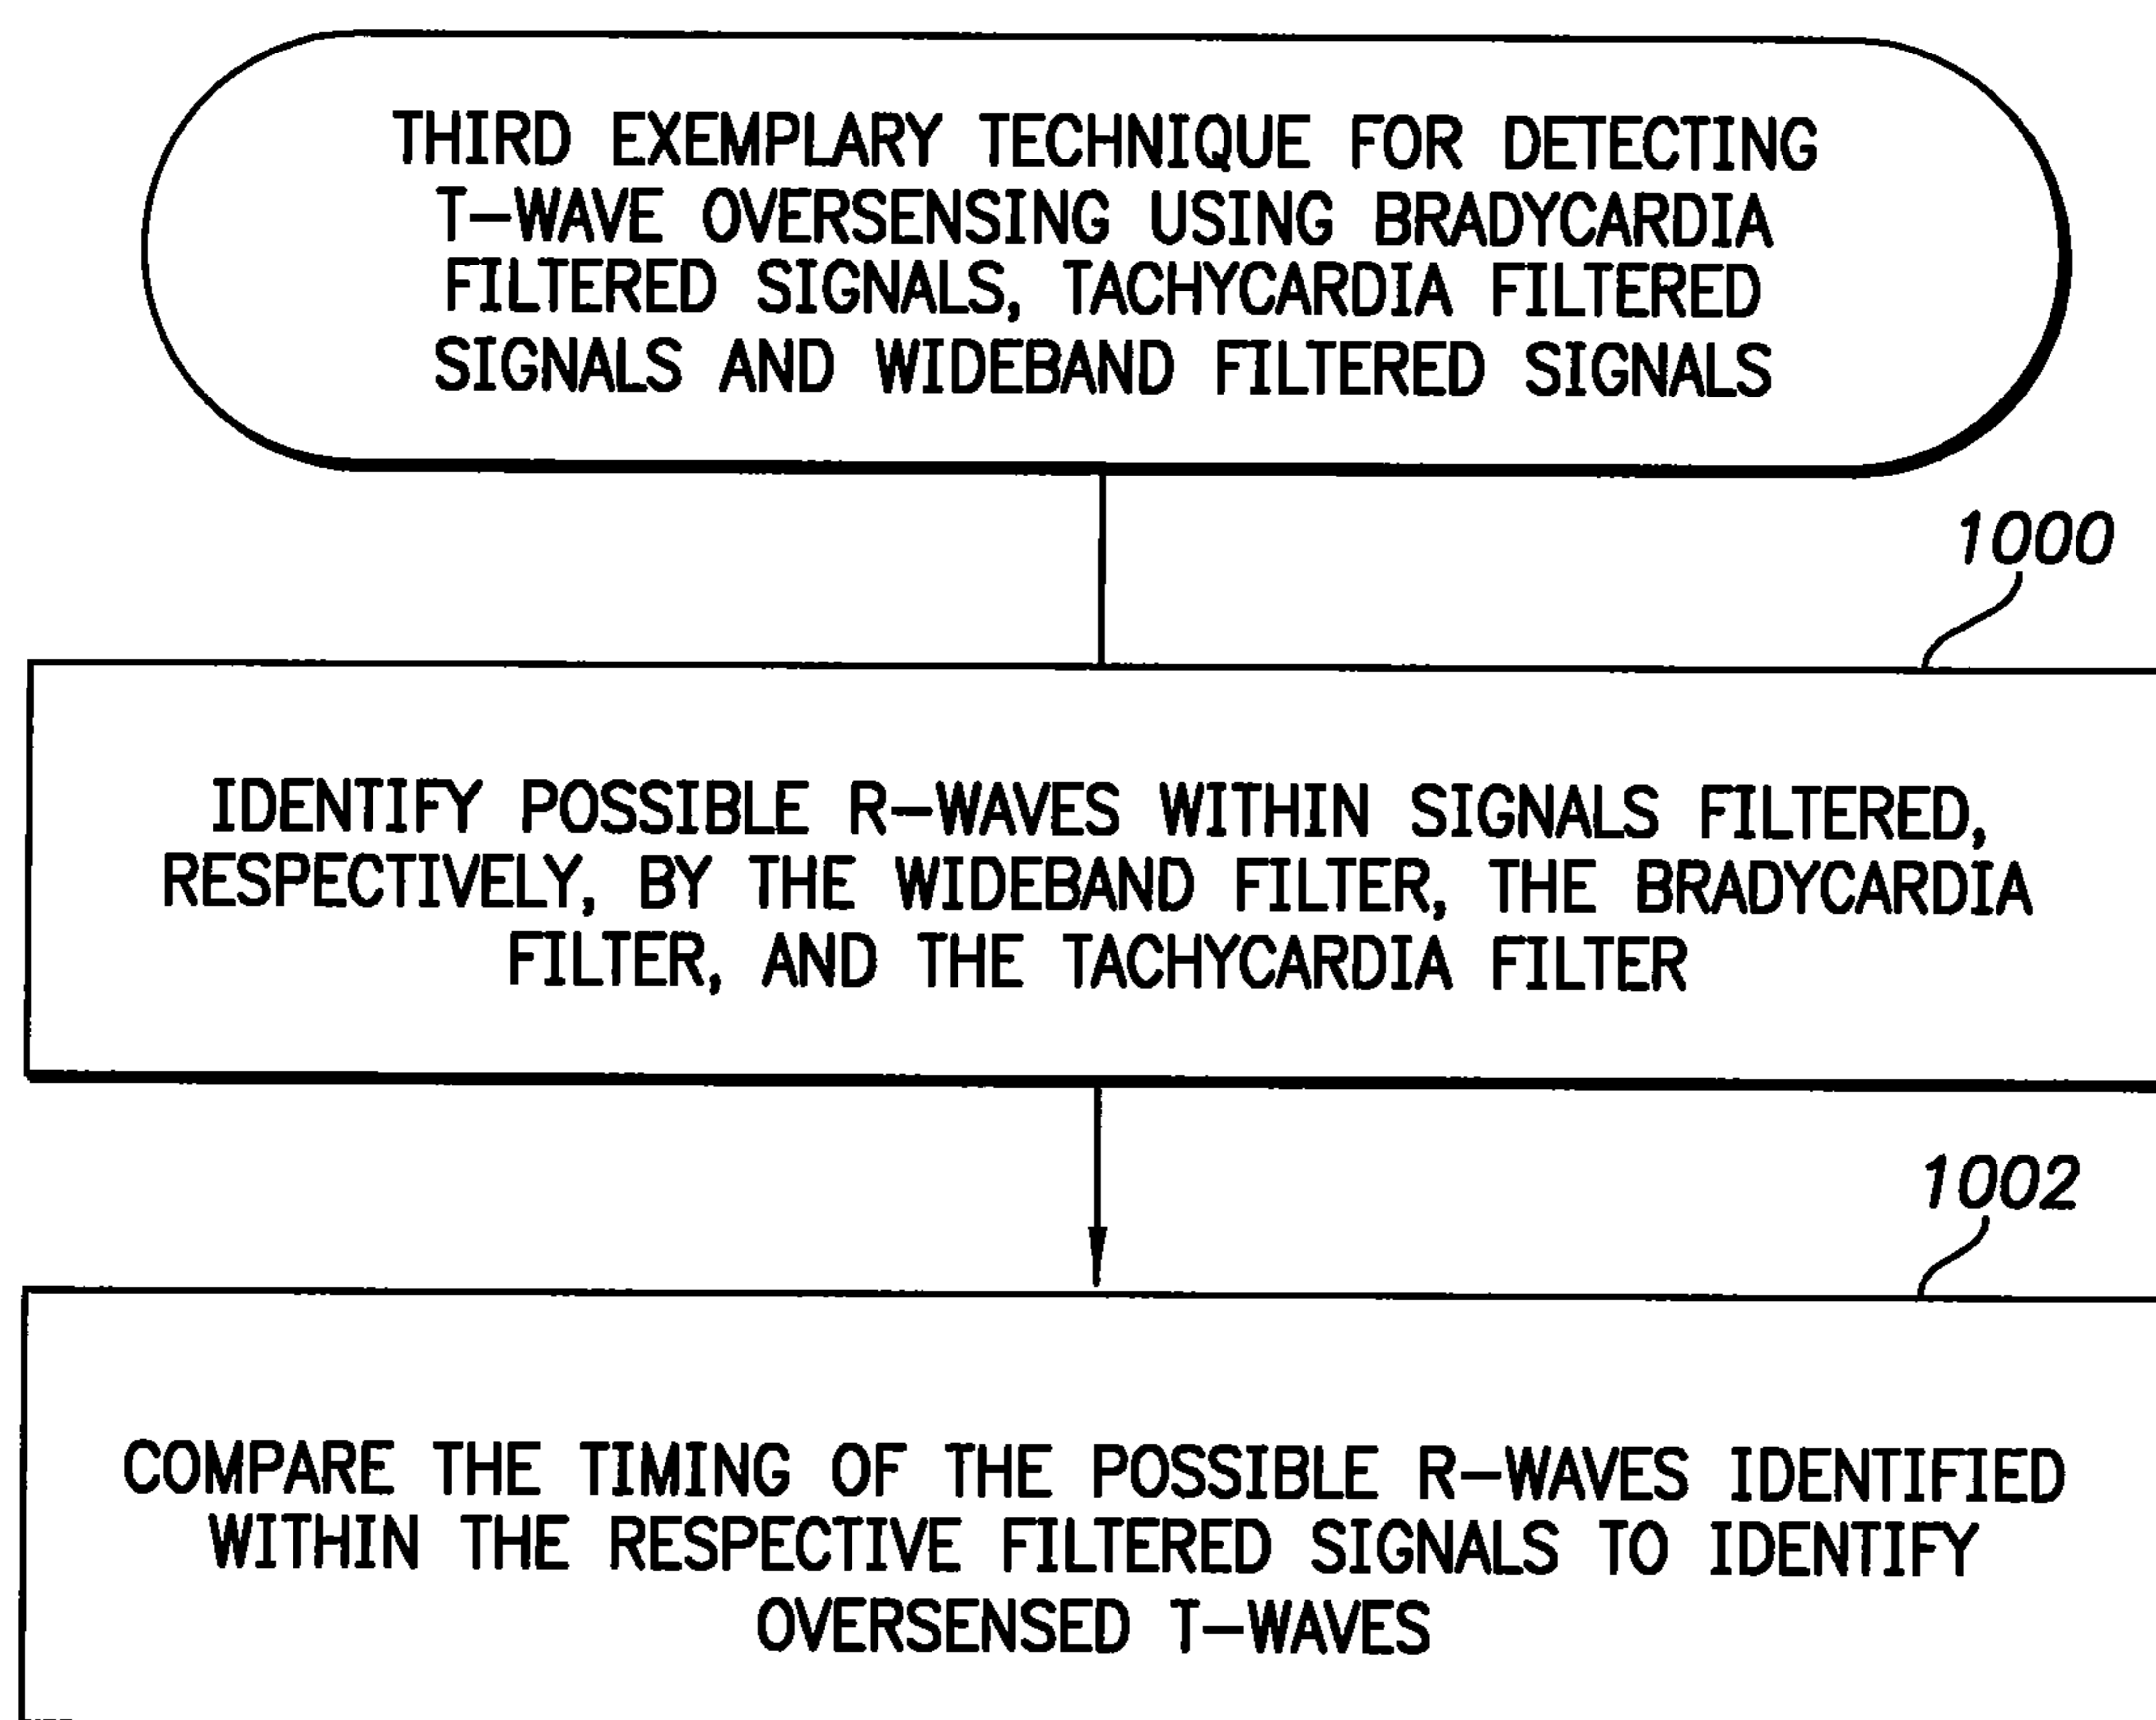 THIRD EXEMPLARY TECHNIQUE FOR DETECTING
T-WAVE OVERSENSING USING BRADYCARDIA
FILTERED SIGNALS, TACHYCARDIA FILTERED
SIGNALS AND WIDEBAND FILTERED SIGNALS
1000
IDENTIFY POSSIBLE R-WAVES WITHIN SIGNALS FILTERED,
RESPECTIVELY, BY THE WIDEBAND FILTER, THE BRADYCARDIA
FILTER, AND THE TACHYCARDIA FILTER
1002
COMPARE THE TIMING OF THE POSSIBLE R-WAVES IDENTIFIED
WITHIN THE RESPECTIVE FILTERED SIGNALS TO IDENTIFY
OVERSENSED T-WAVES